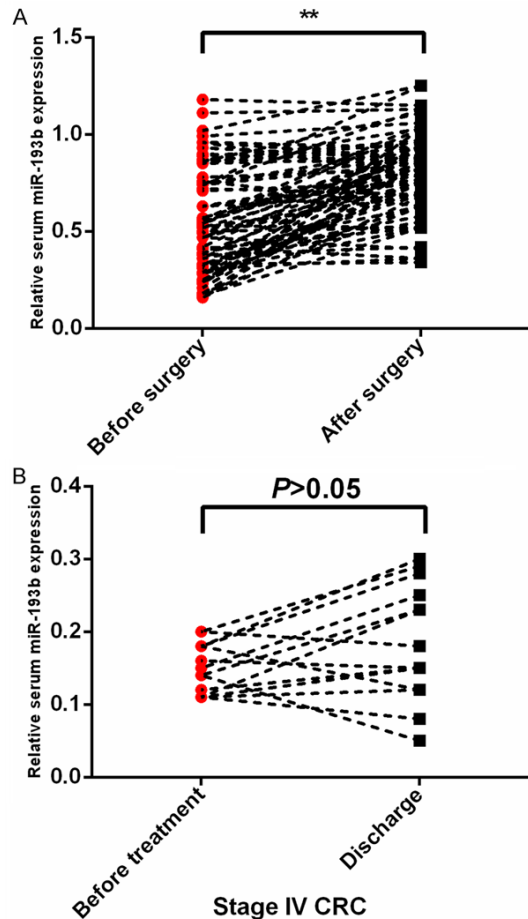 A
**
Relative serum miR-193b expression
1.5
1.0
0.5
0.0
Before surgery
After surgery
B
P>0.05
Relative serum miR-193b expression
0.4
0.3
0.2
0.1
0.0
Before treatment
Discharge
Stage IV CRC